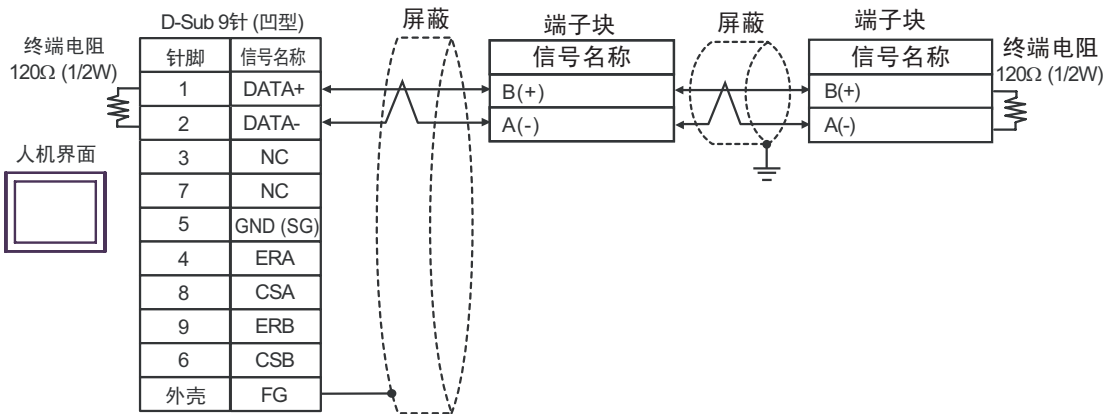 D-Sub 9针 (凹型)
屏蔽
端子块
屏蔽
端子块
终端电阻
120Ω (1/2W)
针脚 信号名称
信号名称
信号名称
终端电阻
120Ω (1/2W)
1 DATA+
B(+)
B(+)
2 DATA-
A(-)
A(-)
人机界面
3 NC
7 NC
5 GND (SG)
4 ERA
8 CSA
9 ERB
6 CSB
外壳 FG